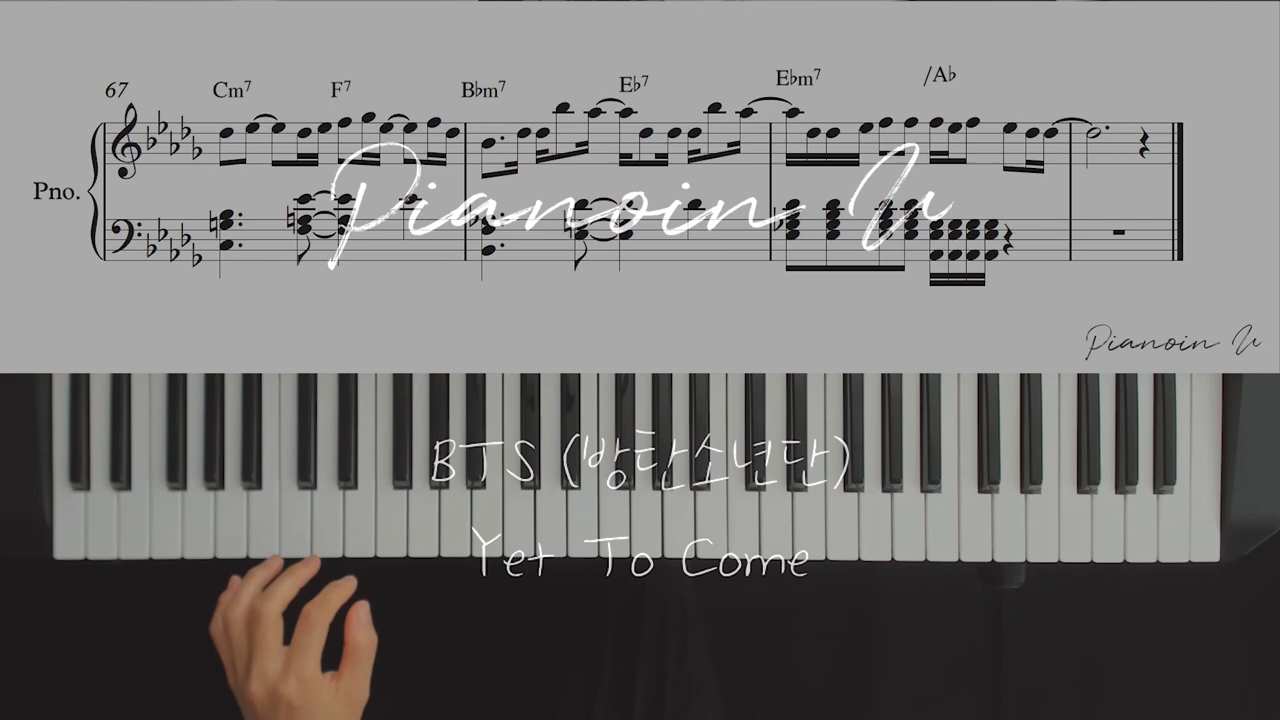 67
Cm7 F7 B♭m7 E♭7 E♭m7 /A♭
Pno.
Pianoin U
Pianoin U
BTS (방탄소년단)
Yet To Come